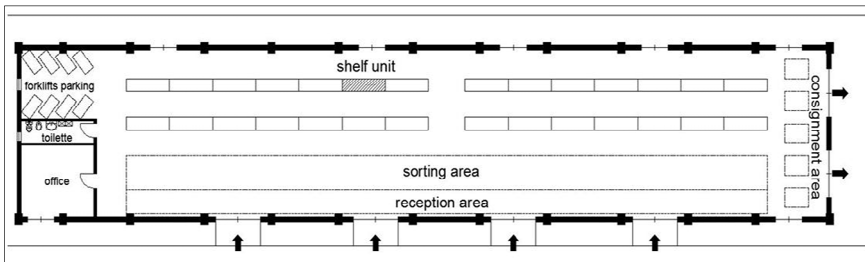 shelf unit
forklifts parking
toilette
office
sorting area
reception area
consignment area